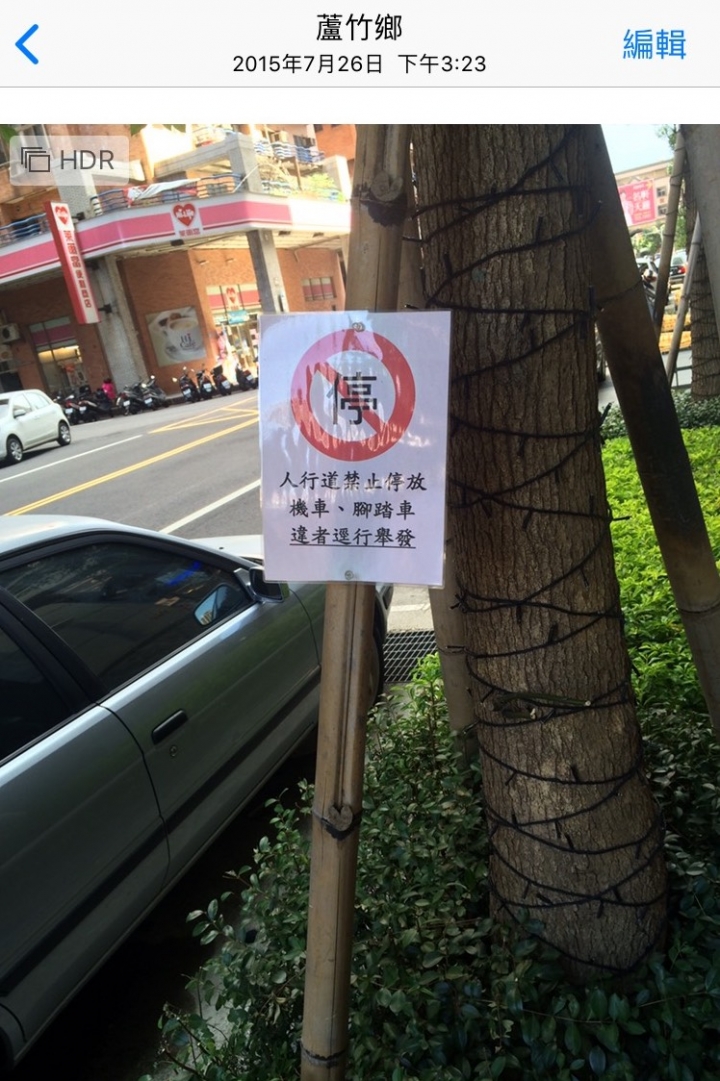 蘆竹鄉
2015年7月26日 下午3:23
編輯
HDR
停
人行道禁止停放
機車、腳踏車
違者逕行舉發